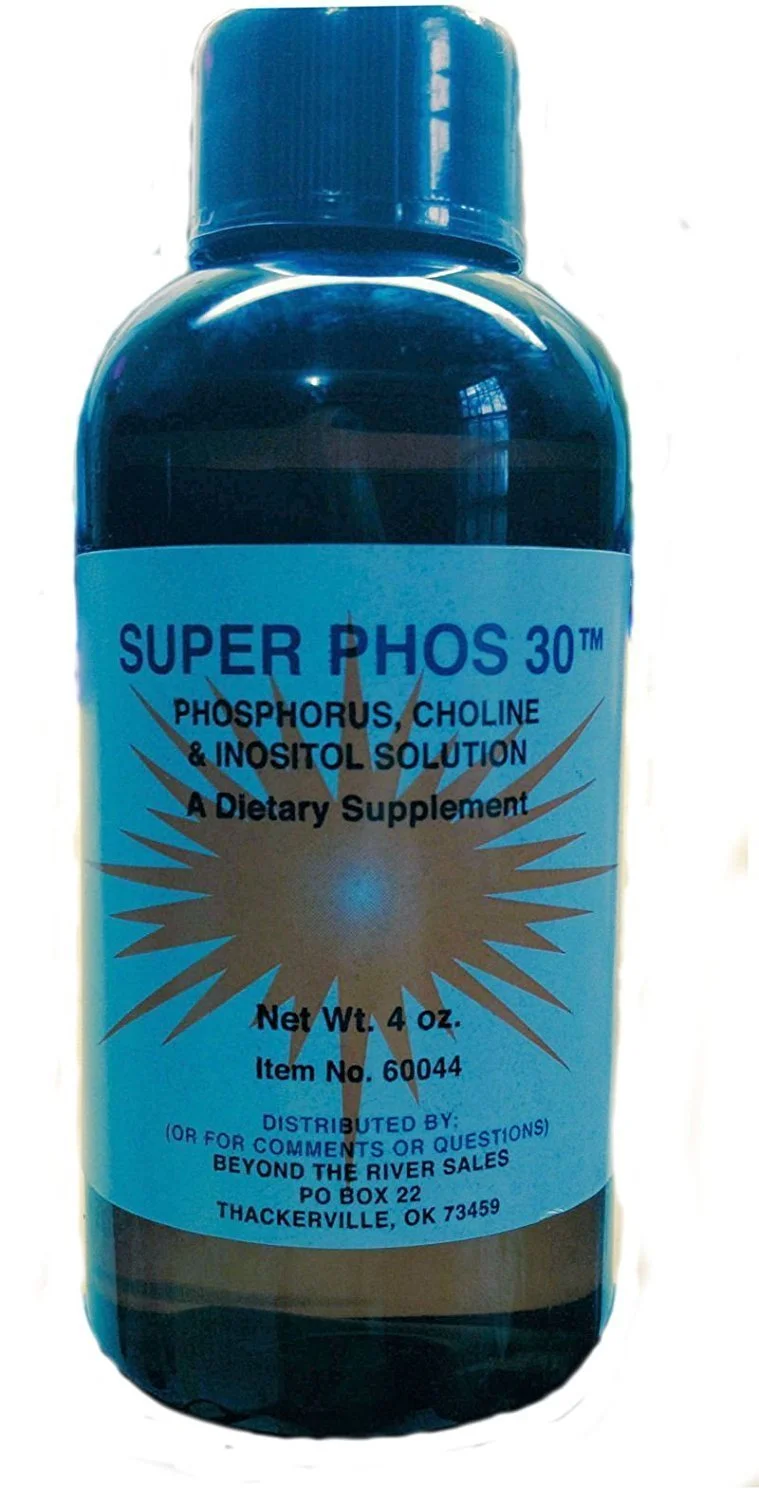 SUPER PHOS 30™
PHOSPHORUS, CHOLINE
& INOSITOL SOLUTION
A Dietary Supplement
Net Wt. 4 oz.
Item No. 60044
DISTRIBUTED BY:
(OR FOR COMMENTS OR QUESTIONS)
BEYOND THE RIVER SALES
PO BOX 22
THACKERVILLE, OK 73459